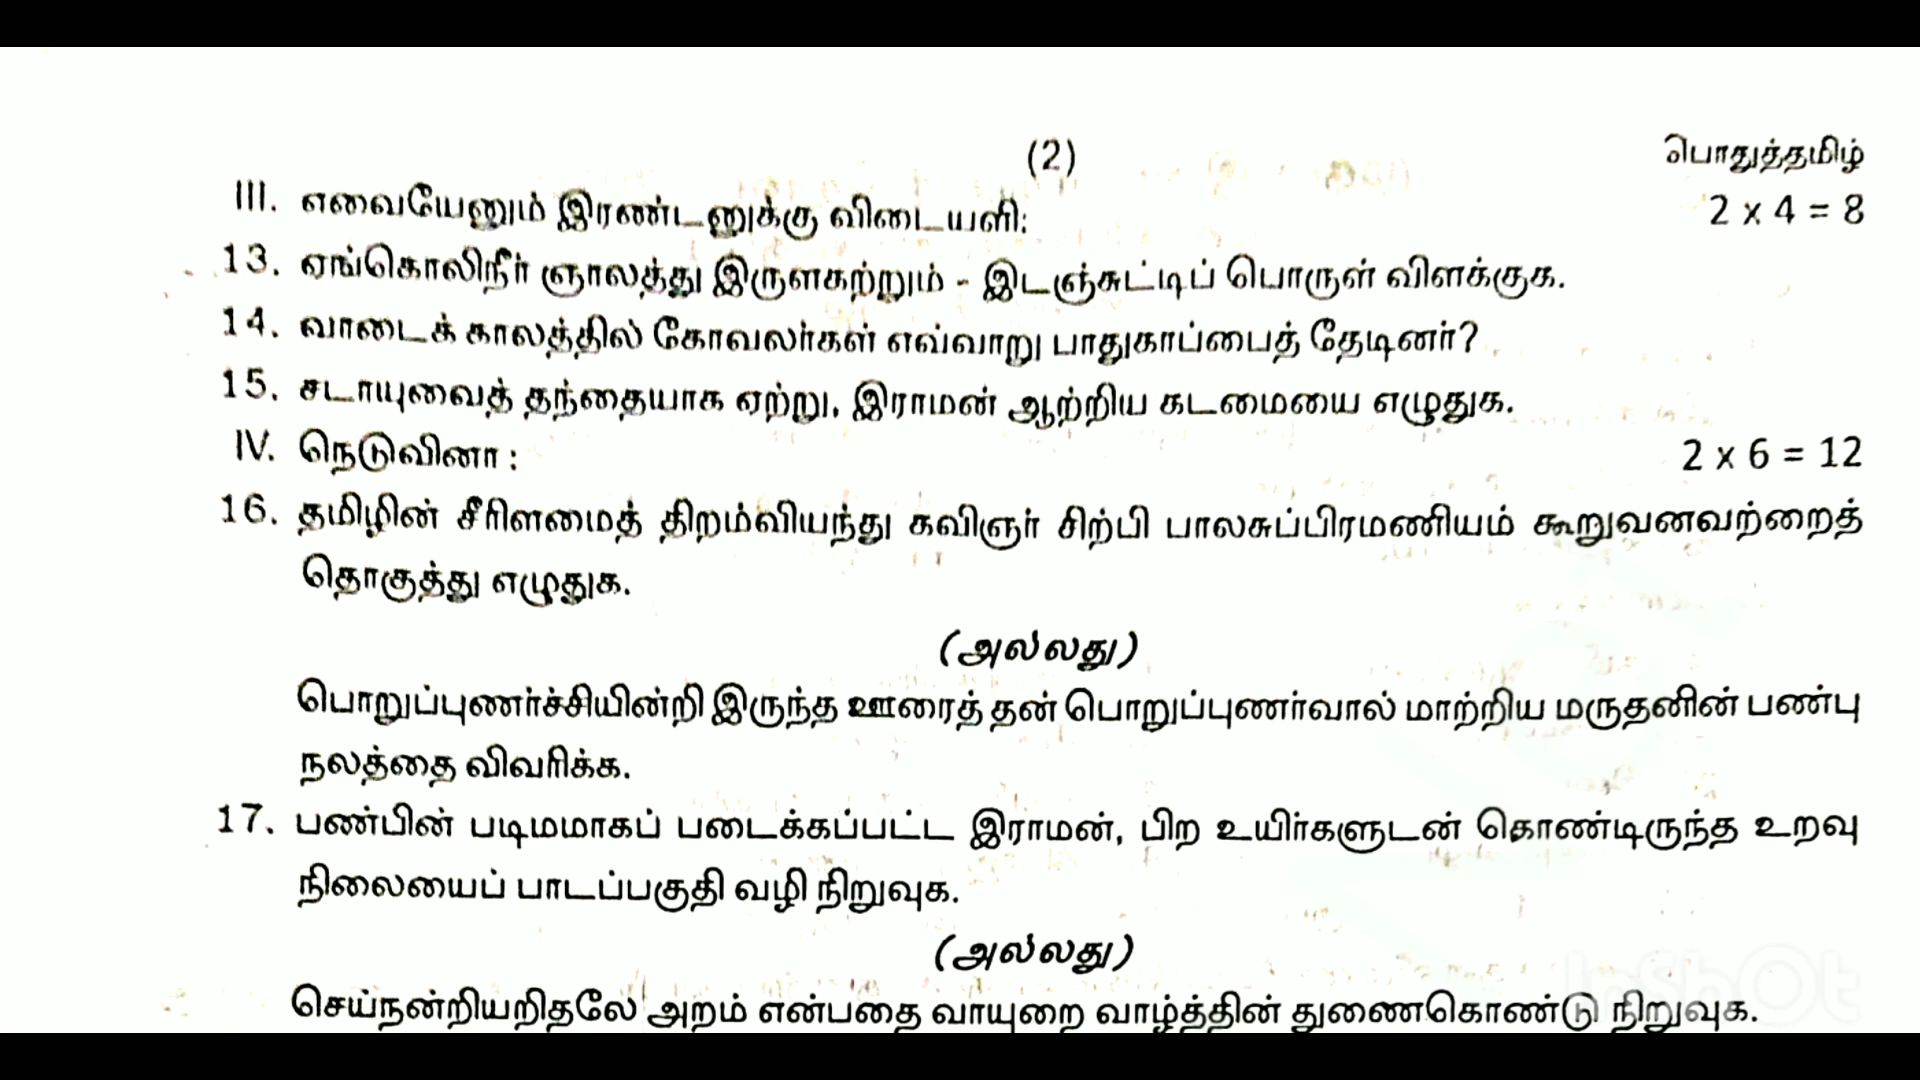 (2)
பொதுத்தமிழ்
III. எவையேனும் இரண்டனுக்கு விடையளி: 2 x 4 = 8
13. ஏங்கொலிநீர் ஞாலத்து இருளகற்றும் - இடஞ்சுட்டிப் பொருள் விளக்குக.
14. வாடைக் காலத்தில் கோவலர்கள் எவ்வாறு பாதுகாப்பைத் தேடினர்?
15. சடாயுவைத் தந்தையாக ஏற்று, இராமன் ஆற்றிய கடமையை எழுதுக.
IV. நெடுவினா : 2 x 6 = 12
16. தமிழின் சீரிளமைத் திறம்வியந்து கவிஞர் சிற்பி பாலசுப்பிரமணியம் கூறுவனவற்றைத்
தொகுத்து எழுதுக.
(அல்லது)
பொறுப்புணர்ச்சியின்றி இருந்த ஊரைத் தன் பொறுப்புணர்வால் மாற்றிய மருதனின் பண்பு
நலத்தை விவரிக்க.
17. பண்பின் படிமமாகப் படைக்கப்பட்ட இராமன், பிற உயிர்களுடன் கொண்டிருந்த உறவு
நிலையைப் பாடப்பகுதி வழி நிறுவுக.
(அல்லது)
செய்நன்றியறிதலே அறம் என்பதை வாயுறை வாழ்த்தின் துணைகொண்டு நிறுவுக.
InShOt